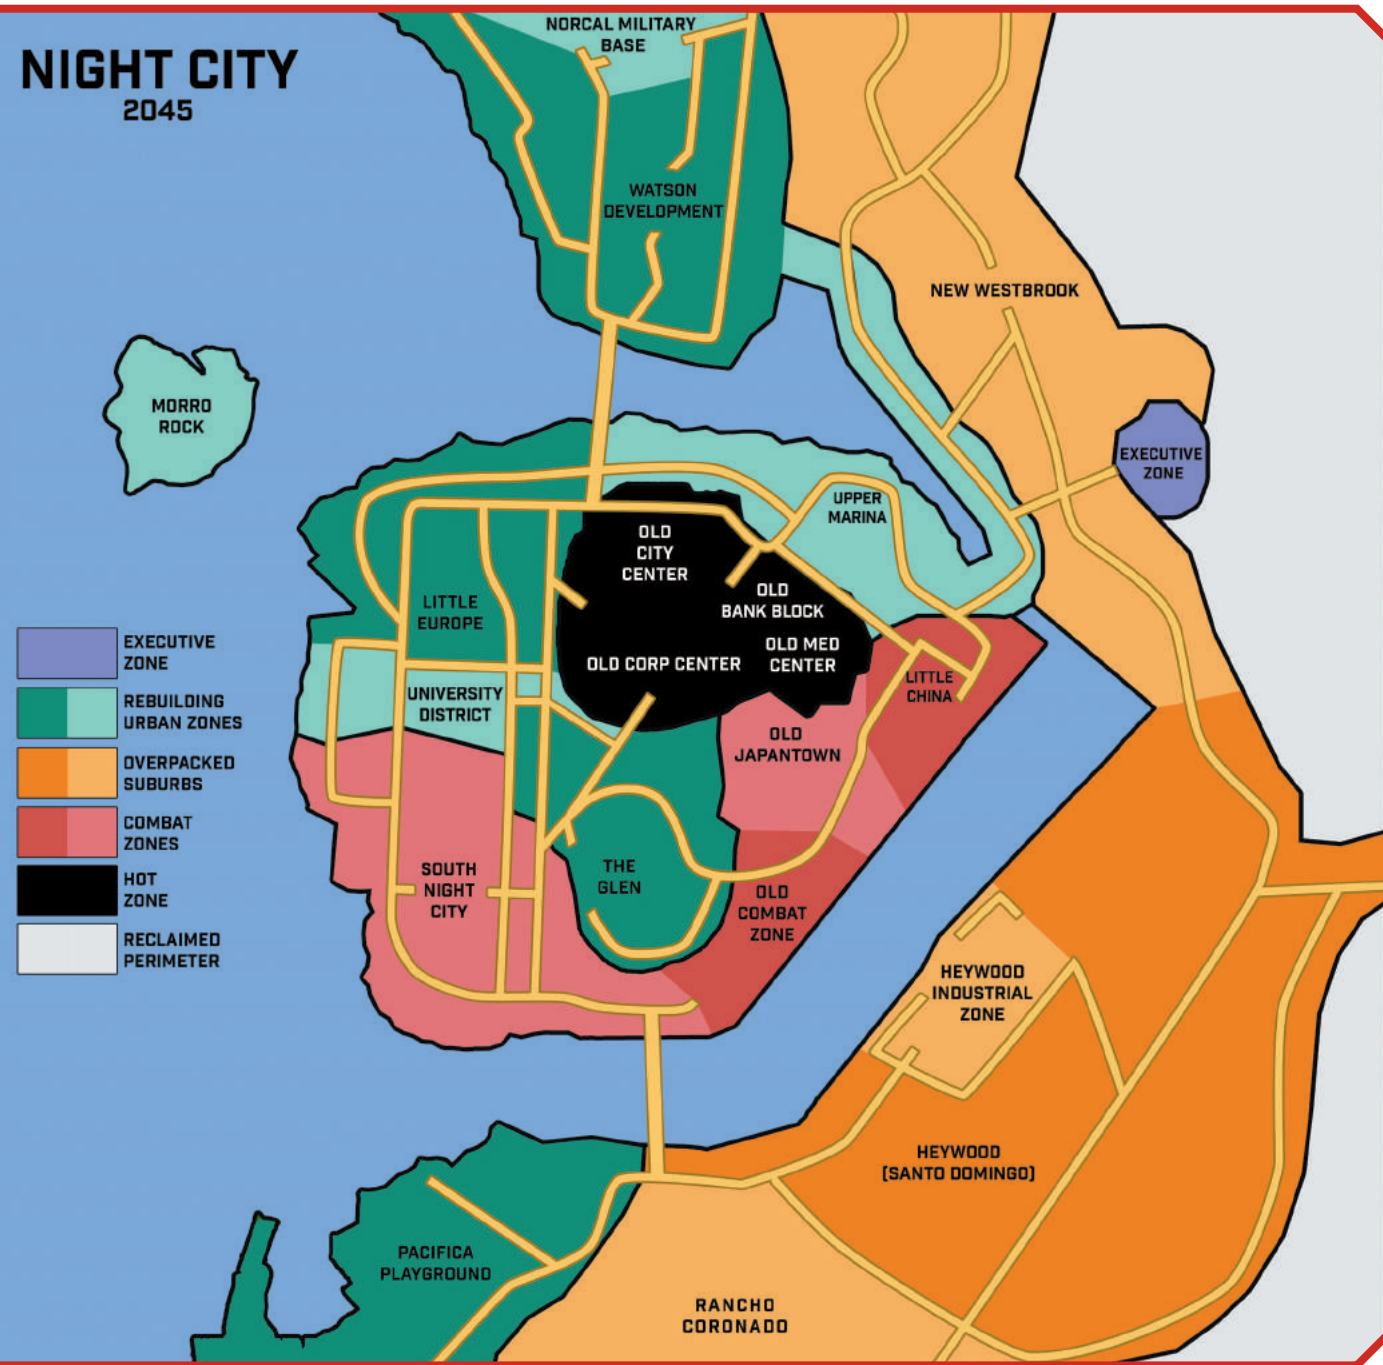 NIGHT CITY
2045
NORCAL MILITARY
BASE
WATSON
DEVELOPMENT
NEW WESTBROOK
MORRO
ROCK
EXECUTIVE
ZONE
UPPER
MARINA
OLD
CITY
CENTER
OLD
BANK BLOCK
LITTLE
EUROPE
OLD MED
CENTER
OLD CORP CENTER
UNIVERSITY
DISTRICT
LITTLE
CHINA
OLD
JAPANTOWN
SOUTH
NIGHT
CITY
THE
GLEN
OLD
COMBAT
ZONE
HEYWOOD
INDUSTRIAL
ZONE
HEYWOOD
(SANTO DOMINGO)
PACIFICA
PLAYGROUND
RANCHO
CORONADO
EXECUTIVE
ZONE
REBUILDING
URBAN ZONES
OVERPACKED
SUBURBS
COMBAT
ZONES
HOT
ZONE
RECLAIMED
PERIMETER